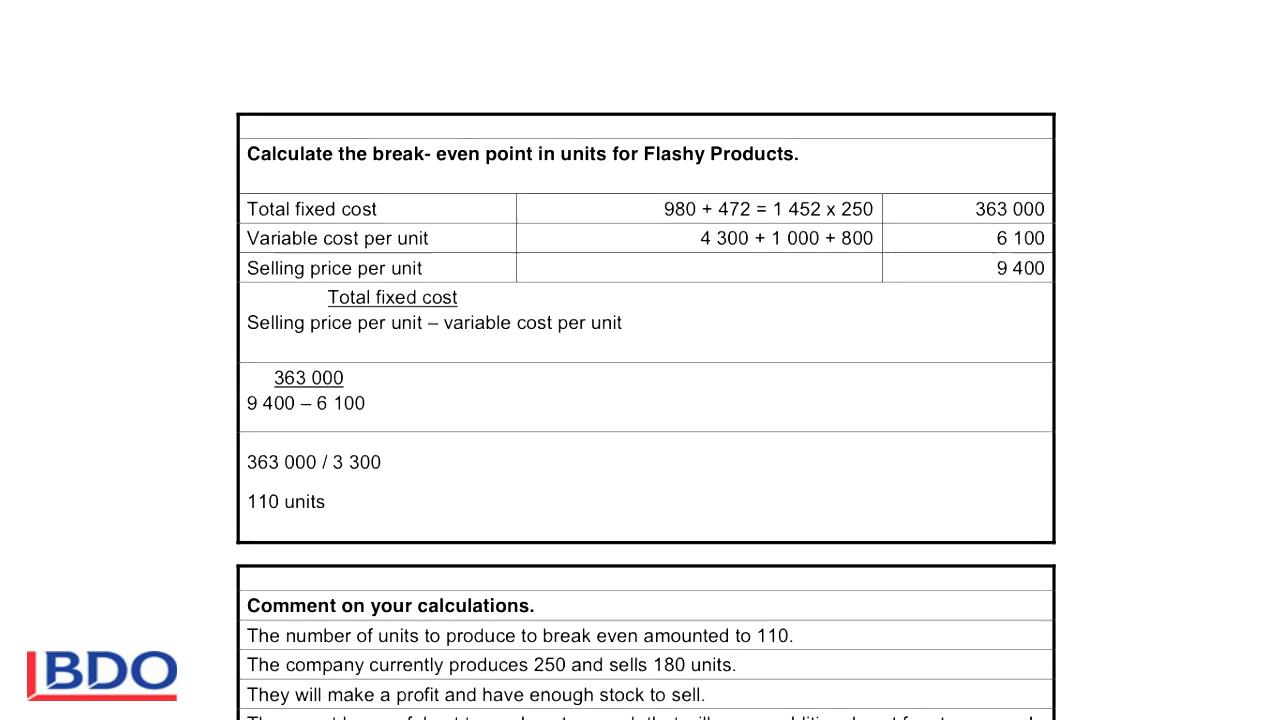 Calculate the break- even point in units for Flashy Products.
Total fixed cost 980 + 472 = 1 452 x 250 363 000
Variable cost per unit 4 300 + 1 000 + 800 6 100
Selling price per unit 9 400
Total fixed cost
Selling price per unit – variable cost per unit
363 000
9 400 – 6 100
363 000 / 3 300
110 units
Comment on your calculations.
The number of units to produce to break even amounted to 110.
The company currently produces 250 and sells 180 units.
They will make a profit and have enough stock to sell.
BDO